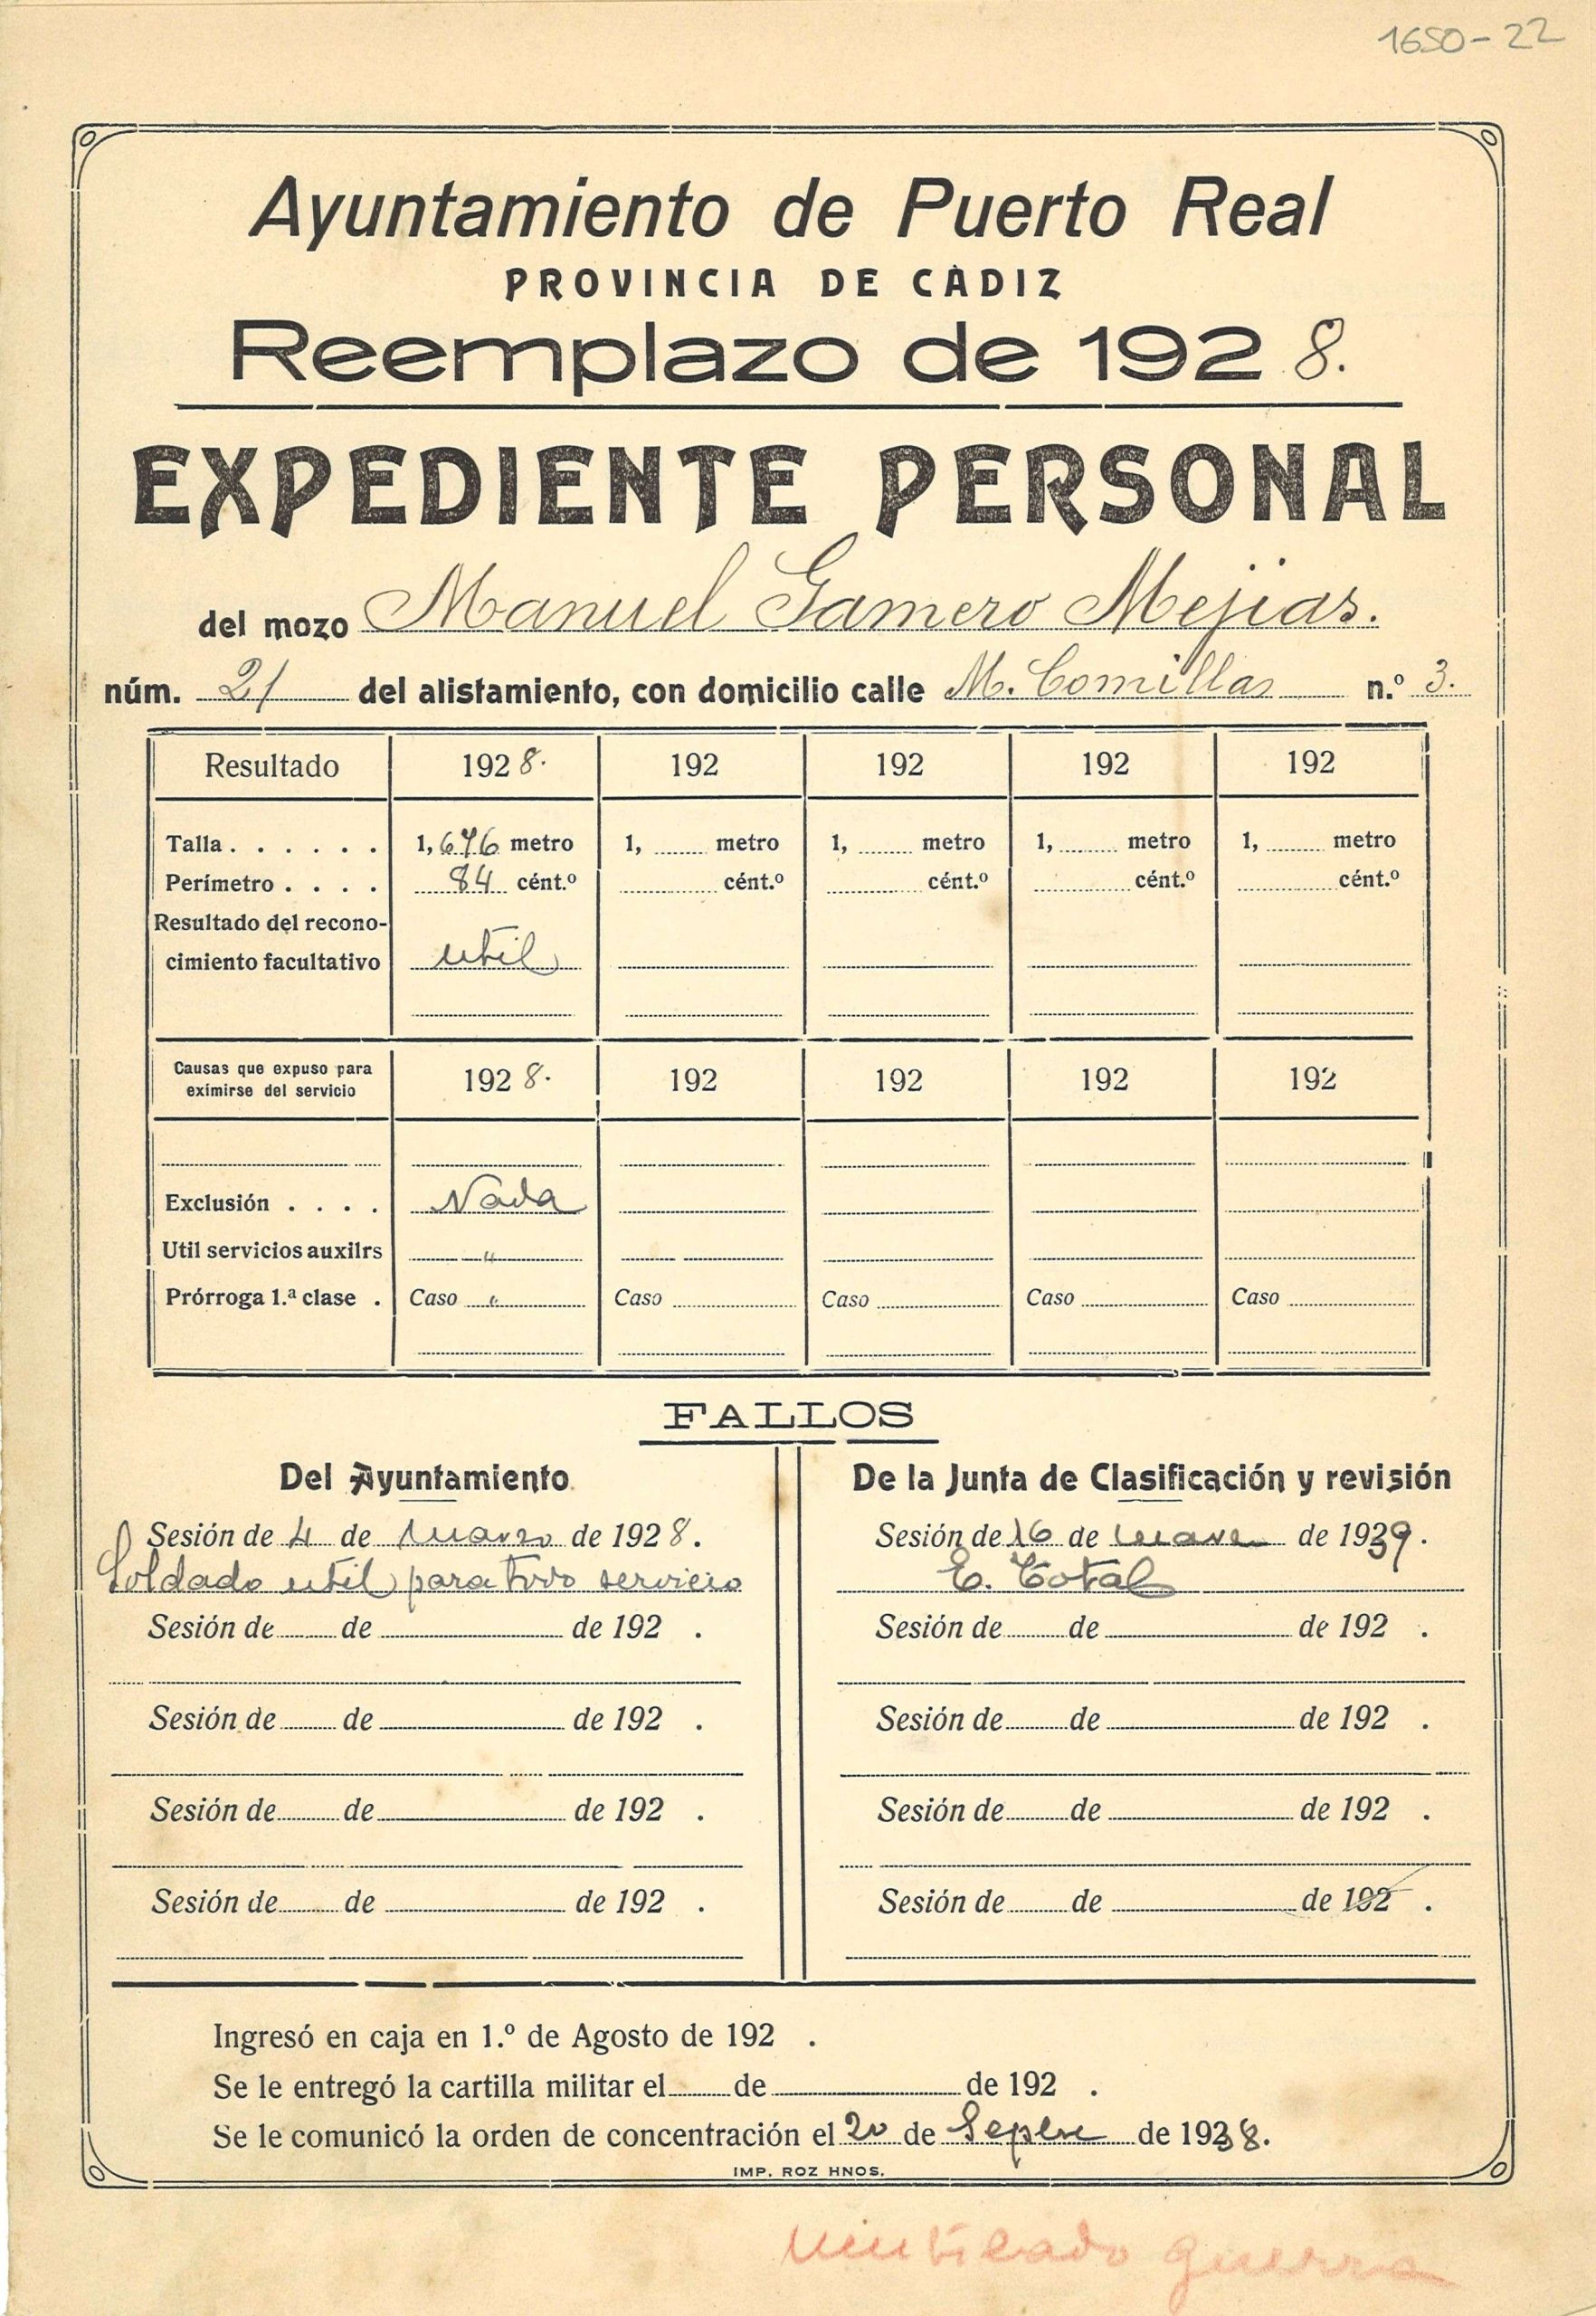 1650-22
Ayuntamiento de Puerto Real
PROVINCIA DE CÀDIZ
Reemplazo de 1928.
EXPEDIENTE PERSONAL
del mozo Manuel Gamero Mejias.
núm. 21 del alistamiento, con domicilio calle M. Comillas n.º 3.
Resultado 1928. 192 192 192 192
Talla. . . . . . 1,676 metro 1, metro 1, metro 1, metro 1, metro
Perímetro . . . . 84 cént.º cént.º cént.º cént.º cént.º
Resultado del recono-
cimiento facultativo util
Causas que expuso para
eximirse del servicio 1928. 192 192 192 192
Exclusión . . . . Nada
Util servicios auxilrs "
Prórroga 1.ª clase . Caso " Caso Caso Caso Caso
FALLOS
Del Ayuntamiento
Sesión de 4 de Marzo de 1928.
Soldado util para todo servicio
Sesión de de de 192 .
Sesión de de de 192 .
Sesión de de de 192 .
Sesión de de de 192 .
De la Junta de Clasificación y revisión
Sesión de 16 de de 1939.
E. Total
Sesión de de de 192 .
Sesión de de de 192 .
Sesión de de de 192 .
Sesión de de de 192 .
Ingresó en caja en 1.º de Agosto de 192 .
Se le entregó la cartilla militar el de de 192 .
Se le comunicó la orden de concentración el 20 de Sepbre de 1938.
IMP. ROZ HNOS.
Mutilado guerra